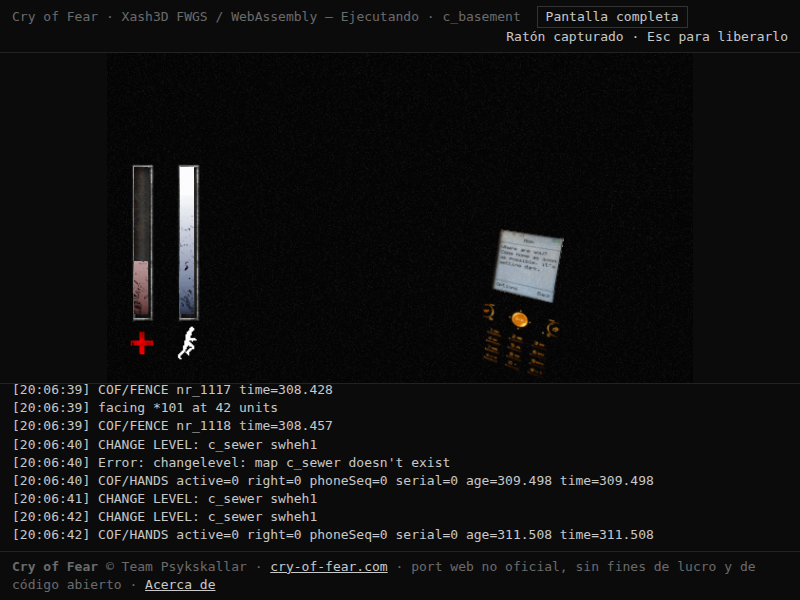 Cry of Fear · Xash3D FWGS / WebAssembly — Ejecutando · c_basement
Pantalla completa
Ratón capturado · Esc para liberarlo
[20:06:39] COF/FENCE nr_1117 time=308.428
[20:06:39] facing *101 at 42 units
[20:06:39] COF/FENCE nr_1118 time=308.457
[20:06:40] CHANGE LEVEL: c_sewer swheh1
[20:06:40] Error: changelevel: map c_sewer doesn't exist
[20:06:40] COF/HANDS active=0 right=0 phoneSeq=0 serial=0 age=309.498 time=309.498
[20:06:41] CHANGE LEVEL: c_sewer swheh1
[20:06:42] CHANGE LEVEL: c_sewer swheh1
[20:06:42] COF/HANDS active=0 right=0 phoneSeq=0 serial=0 age=311.508 time=311.508
Cry of Fear © Team Psykskallar · cry-of-fear.com · port web no oficial, sin fines de lucro y de
código abierto · Acerca de